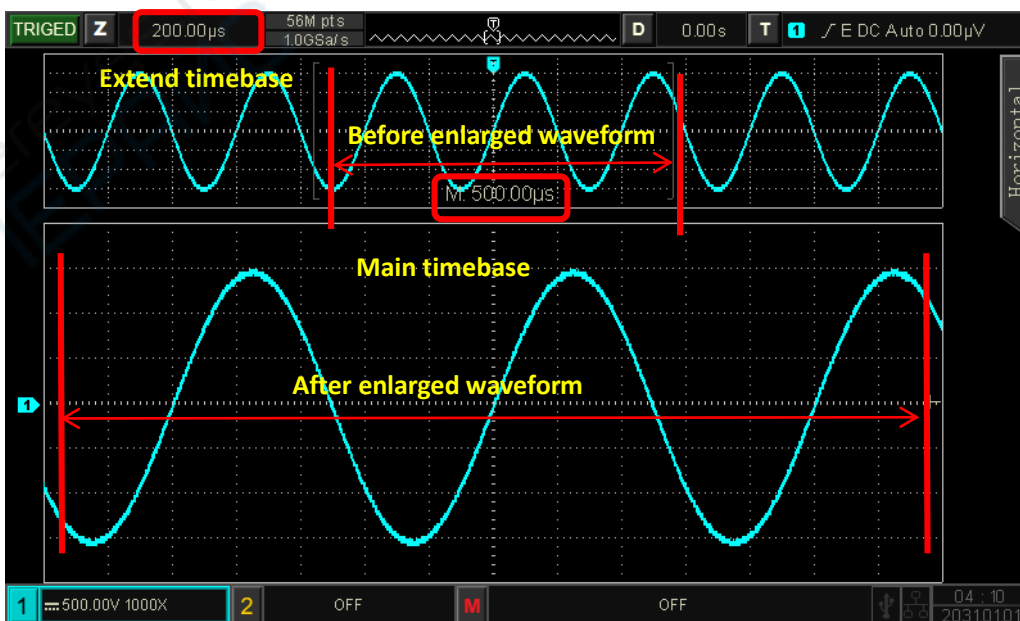 TRIGED Z 200.00µs 56M pts D 0.00s T 1 E DC Auto 0.00µV
1.0GSa/s
T
Extend timebase
Before enlarged waveform
M: 500.00µs
Horizontal
Main timebase
After enlarged waveform
1
1 500.00V 1000X 2 OFF M OFF 04 : 10
20310101